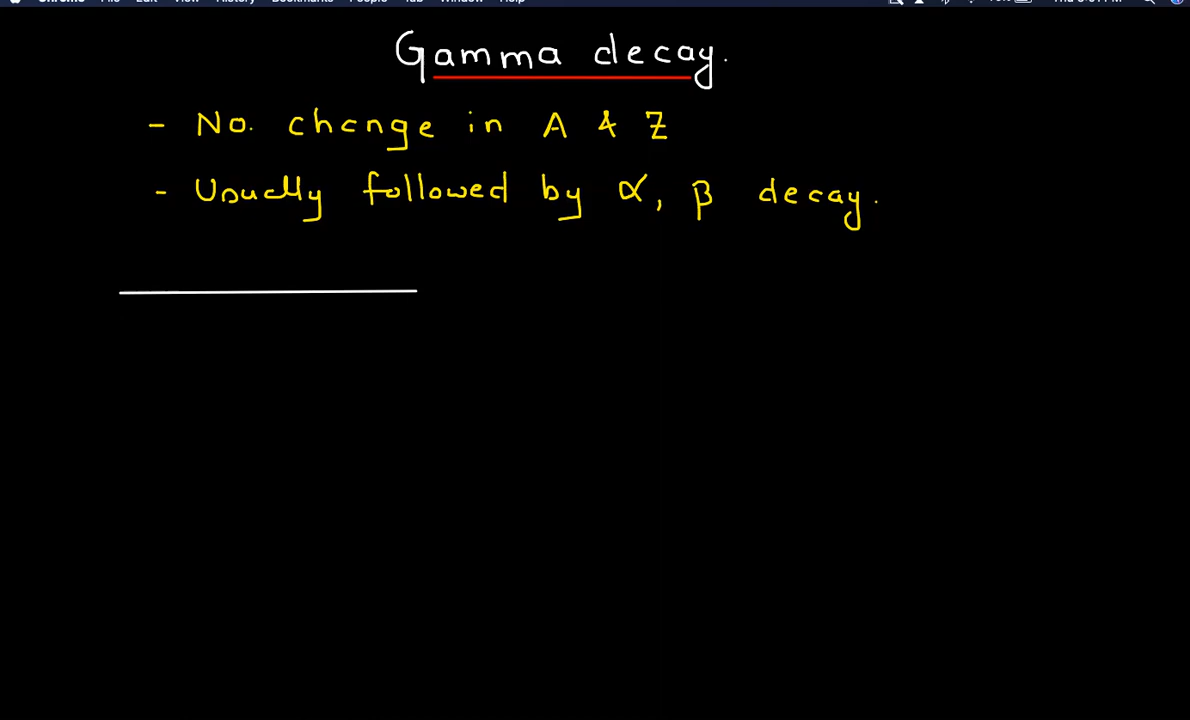 Gamma decay.
- No. change in A & Z
- Usually followed by α, β decay.